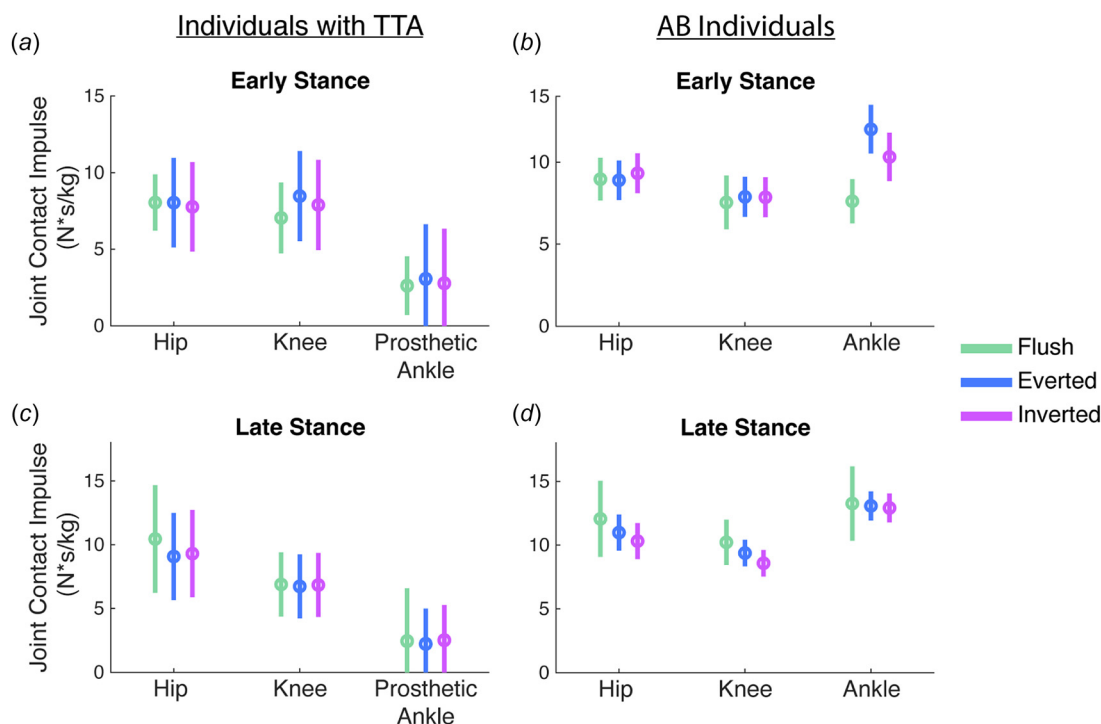 Individuals with TTA
AB Individuals
(a)
(b)
Early Stance
Early Stance
Joint Contact Impulse
(N*s/kg)
15
10
5
0
Hip
Knee
Prosthetic
Ankle
15
10
5
0
Hip
Knee
Ankle
Flush
Everted
Inverted
(c)
(d)
Late Stance
Late Stance
Joint Contact Impulse
(N*s/kg)
15
10
5
0
Hip
Knee
Prosthetic
Ankle
15
10
5
0
Hip
Knee
Ankle